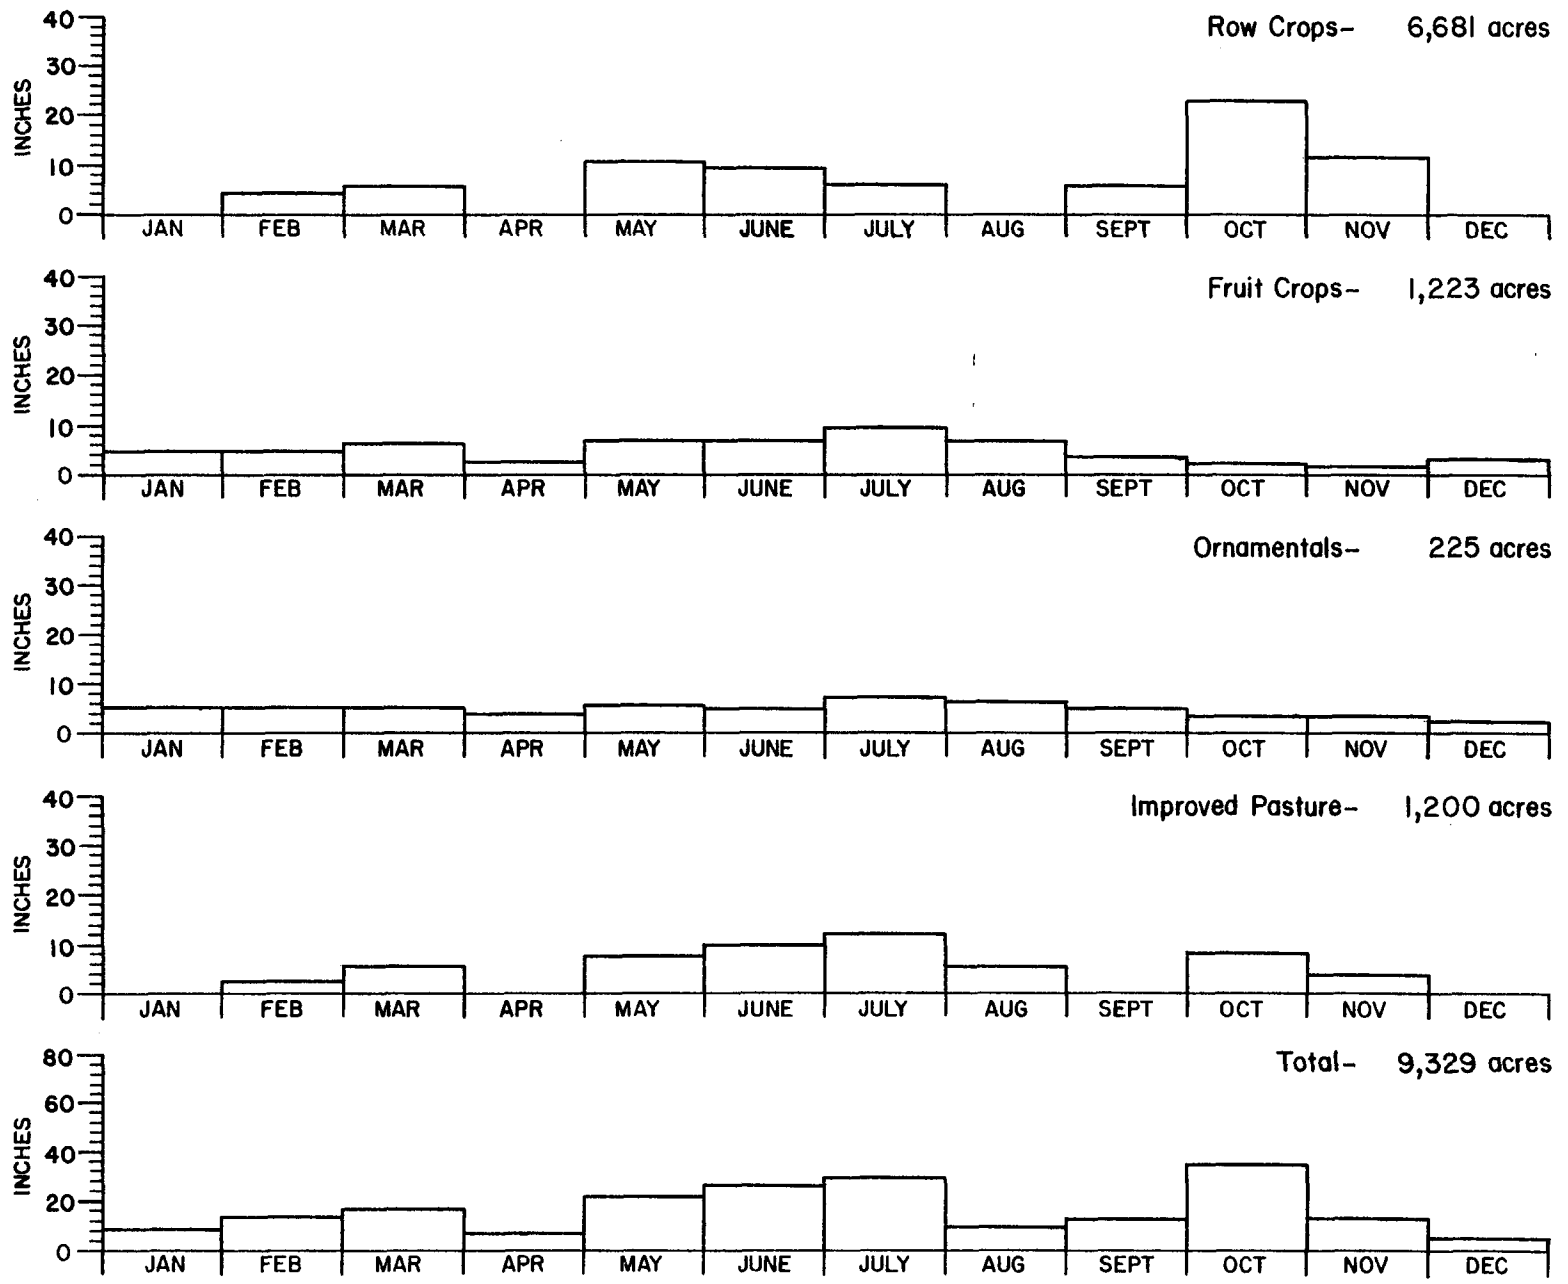 Row Crops– 6,681 acres
40
30
20
10
0
INCHES
JAN FEB MAR APR MAY JUNE JULY AUG SEPT OCT NOV DEC
Fruit Crops– 1,223 acres
40
30
20
10
0
INCHES
JAN FEB MAR APR MAY JUNE JULY AUG SEPT OCT NOV DEC
Ornamentals– 225 acres
40
30
20
10
0
INCHES
JAN FEB MAR APR MAY JUNE JULY AUG SEPT OCT NOV DEC
Improved Pasture– 1,200 acres
40
30
20
10
0
INCHES
JAN FEB MAR APR MAY JUNE JULY AUG SEPT OCT NOV DEC
Total– 9,329 acres
80
60
40
20
0
INCHES
JAN FEB MAR APR MAY JUNE JULY AUG SEPT OCT NOV DEC